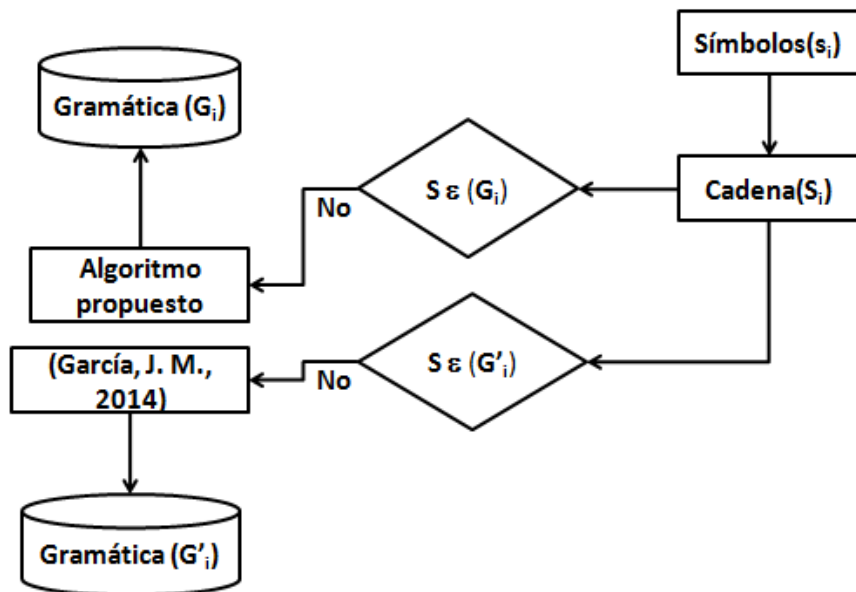 Símbolos(sᵢ)
Gramática (Gᵢ)
S ε (Gᵢ)
Cadena(Sᵢ)
No
Algoritmo
propuesto
(García, J. M.,
2014)
No
S ε (G’ᵢ)
Gramática (G’ᵢ)